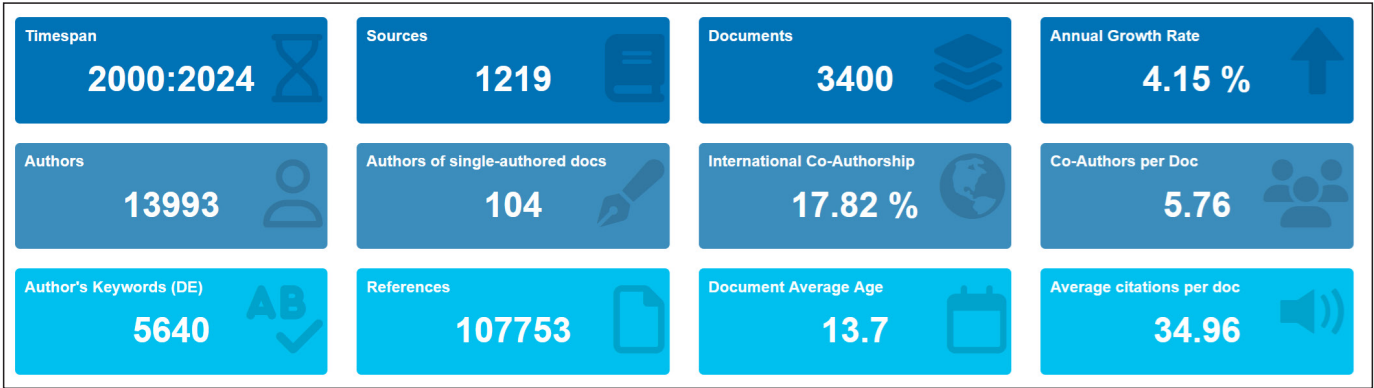 Timespan
2000:2024
Sources
1219
Documents
3400
Annual Growth Rate
4.15 %
Authors
13993
Authors of single-authored docs
104
International Co-Authorship
17.82 %
Co-Authors per Doc
5.76
Author's Keywords (DE)
5640
AB
References
107753
Document Average Age
13.7
Average citations per doc
34.96